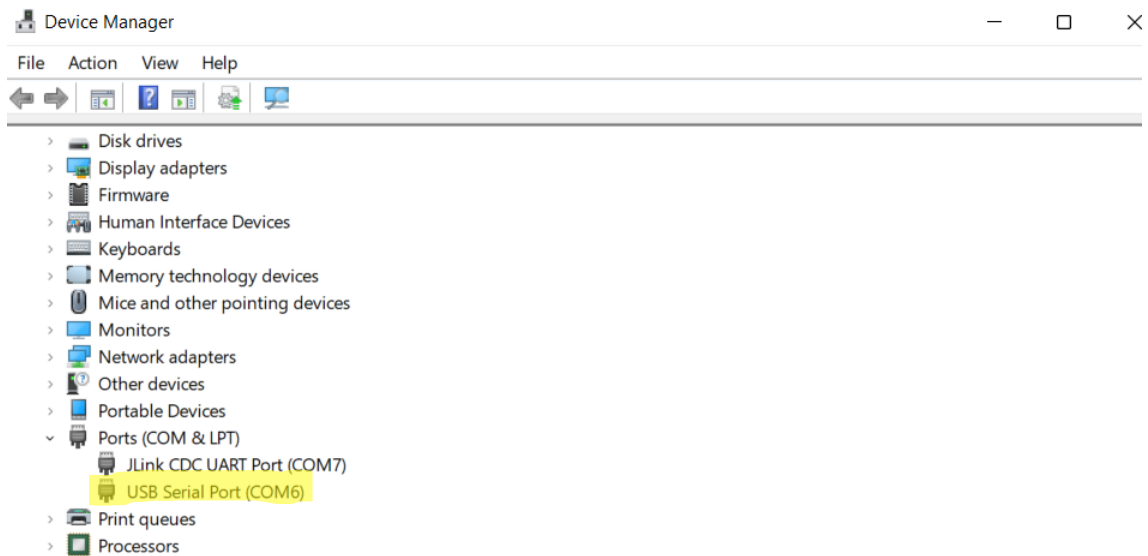 Device Manager
File Action View Help
Disk drives
Display adapters
Firmware
Human Interface Devices
Keyboards
Memory technology devices
Mice and other pointing devices
Monitors
Network adapters
Other devices
Portable Devices
Ports (COM & LPT)
JLink CDC UART Port (COM7)
USB Serial Port (COM6)
Print queues
Processors